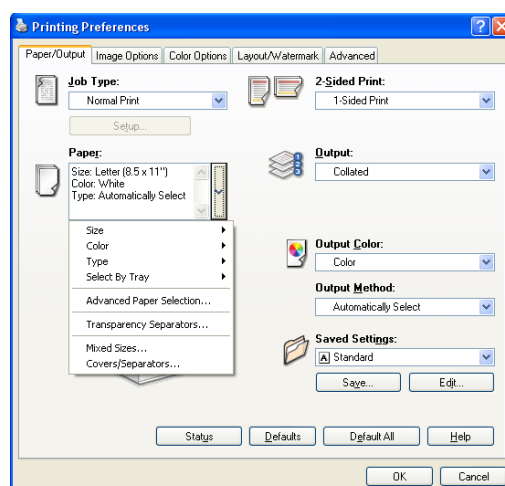 Printing Preferences
Paper/Output
Image Options
Color Options
Layout/Watermark
Advanced
Job Type:
Normal Print
Setup...
2-Sided Print:
1-Sided Print
Paper:
Size: Letter (8.5 x 11")
Color: White
Type: Automatically Select
Output:
1
2
3
Collated
Size
Color
Type
Select By Tray
Advanced Paper Selection...
Transparency Separators...
Mixed Sizes...
Covers/Separators...
Output Color:
Color
Output Method:
Automatically Select
Saved Settings:
A Standard
Save...
Edit...
Status
Defaults
Default All
Help
OK
Cancel